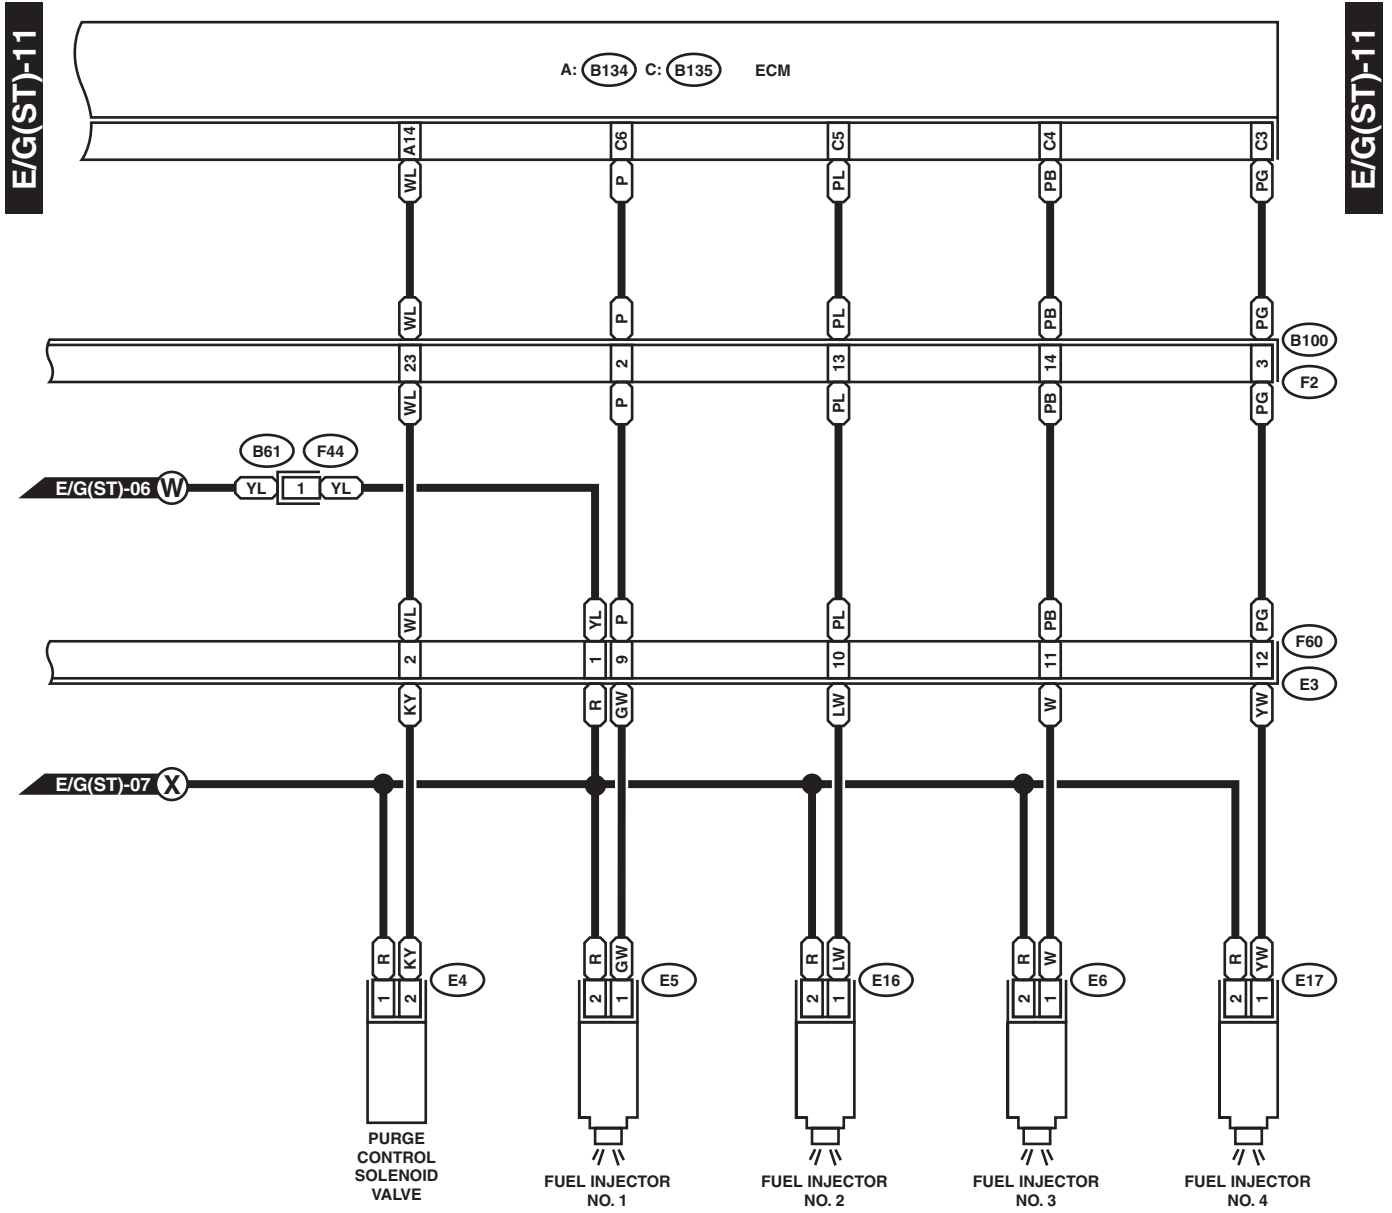 E/G(ST)-11
E/G(ST)-11
A: B134 C: B135 ECM
A14 C6 C5 C4 C3
WL P PL PB PG
WL P PL PB PG
B100
23 2 13 14 3
F2
WL P PL PB PG
B61 F44
E/G(ST)-06 W YL 1 YL
WL YL P PL PB PG
F60
2 1 9 10 11 12
E3
KY R GW LW W YW
E/G(ST)-07 X
R KY R GW R LW R W R YW
E4 E5 E16 E6 E17
1 2 2 1 2 1 2 1 2 1
PURGE
CONTROL
SOLENOID
VALVE
FUEL INJECTOR
NO. 1
FUEL INJECTOR
NO. 2
FUEL INJECTOR
NO. 3
FUEL INJECTOR
NO. 4